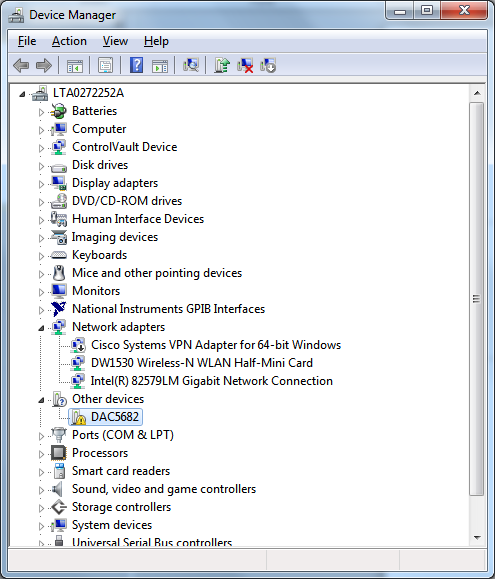 Device Manager
File Action View Help
LTA0272252A
Batteries
Computer
ControlVault Device
Disk drives
Display adapters
DVD/CD-ROM drives
Human Interface Devices
Imaging devices
Keyboards
Mice and other pointing devices
Monitors
National Instruments GPIB Interfaces
Network adapters
Cisco Systems VPN Adapter for 64-bit Windows
DW1530 Wireless-N WLAN Half-Mini Card
Intel(R) 82579LM Gigabit Network Connection
Other devices
DAC5682
Ports (COM & LPT)
Processors
Smart card readers
Sound, video and game controllers
Storage controllers
System devices
Universal Serial Bus controllers